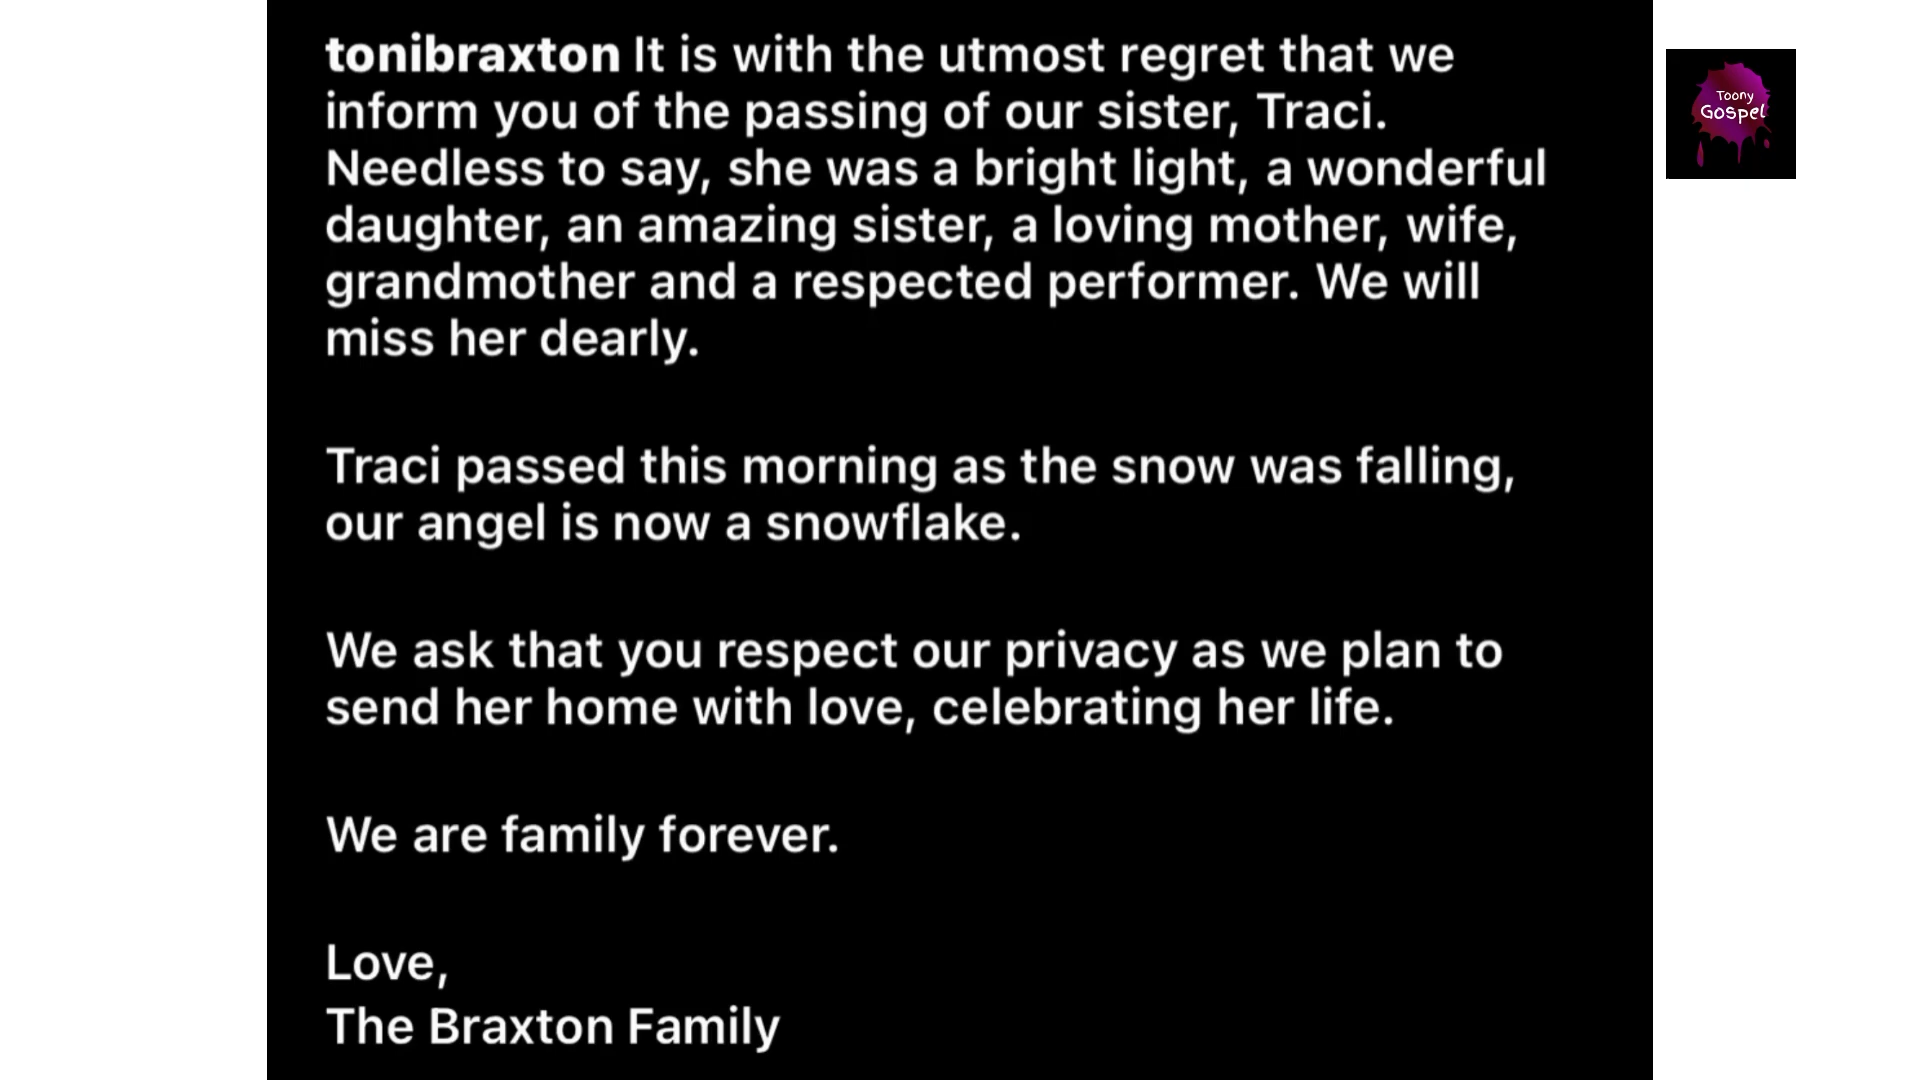 tonibraxton It is with the utmost regret that we
inform you of the passing of our sister, Traci.
Needless to say, she was a bright light, a wonderful
daughter, an amazing sister, a loving mother, wife,
grandmother and a respected performer. We will
miss her dearly.
Traci passed this morning as the snow was falling,
our angel is now a snowflake.
We ask that you respect our privacy as we plan to
send her home with love, celebrating her life.
We are family forever.
Love,
The Braxton Family
Toony
Gospel